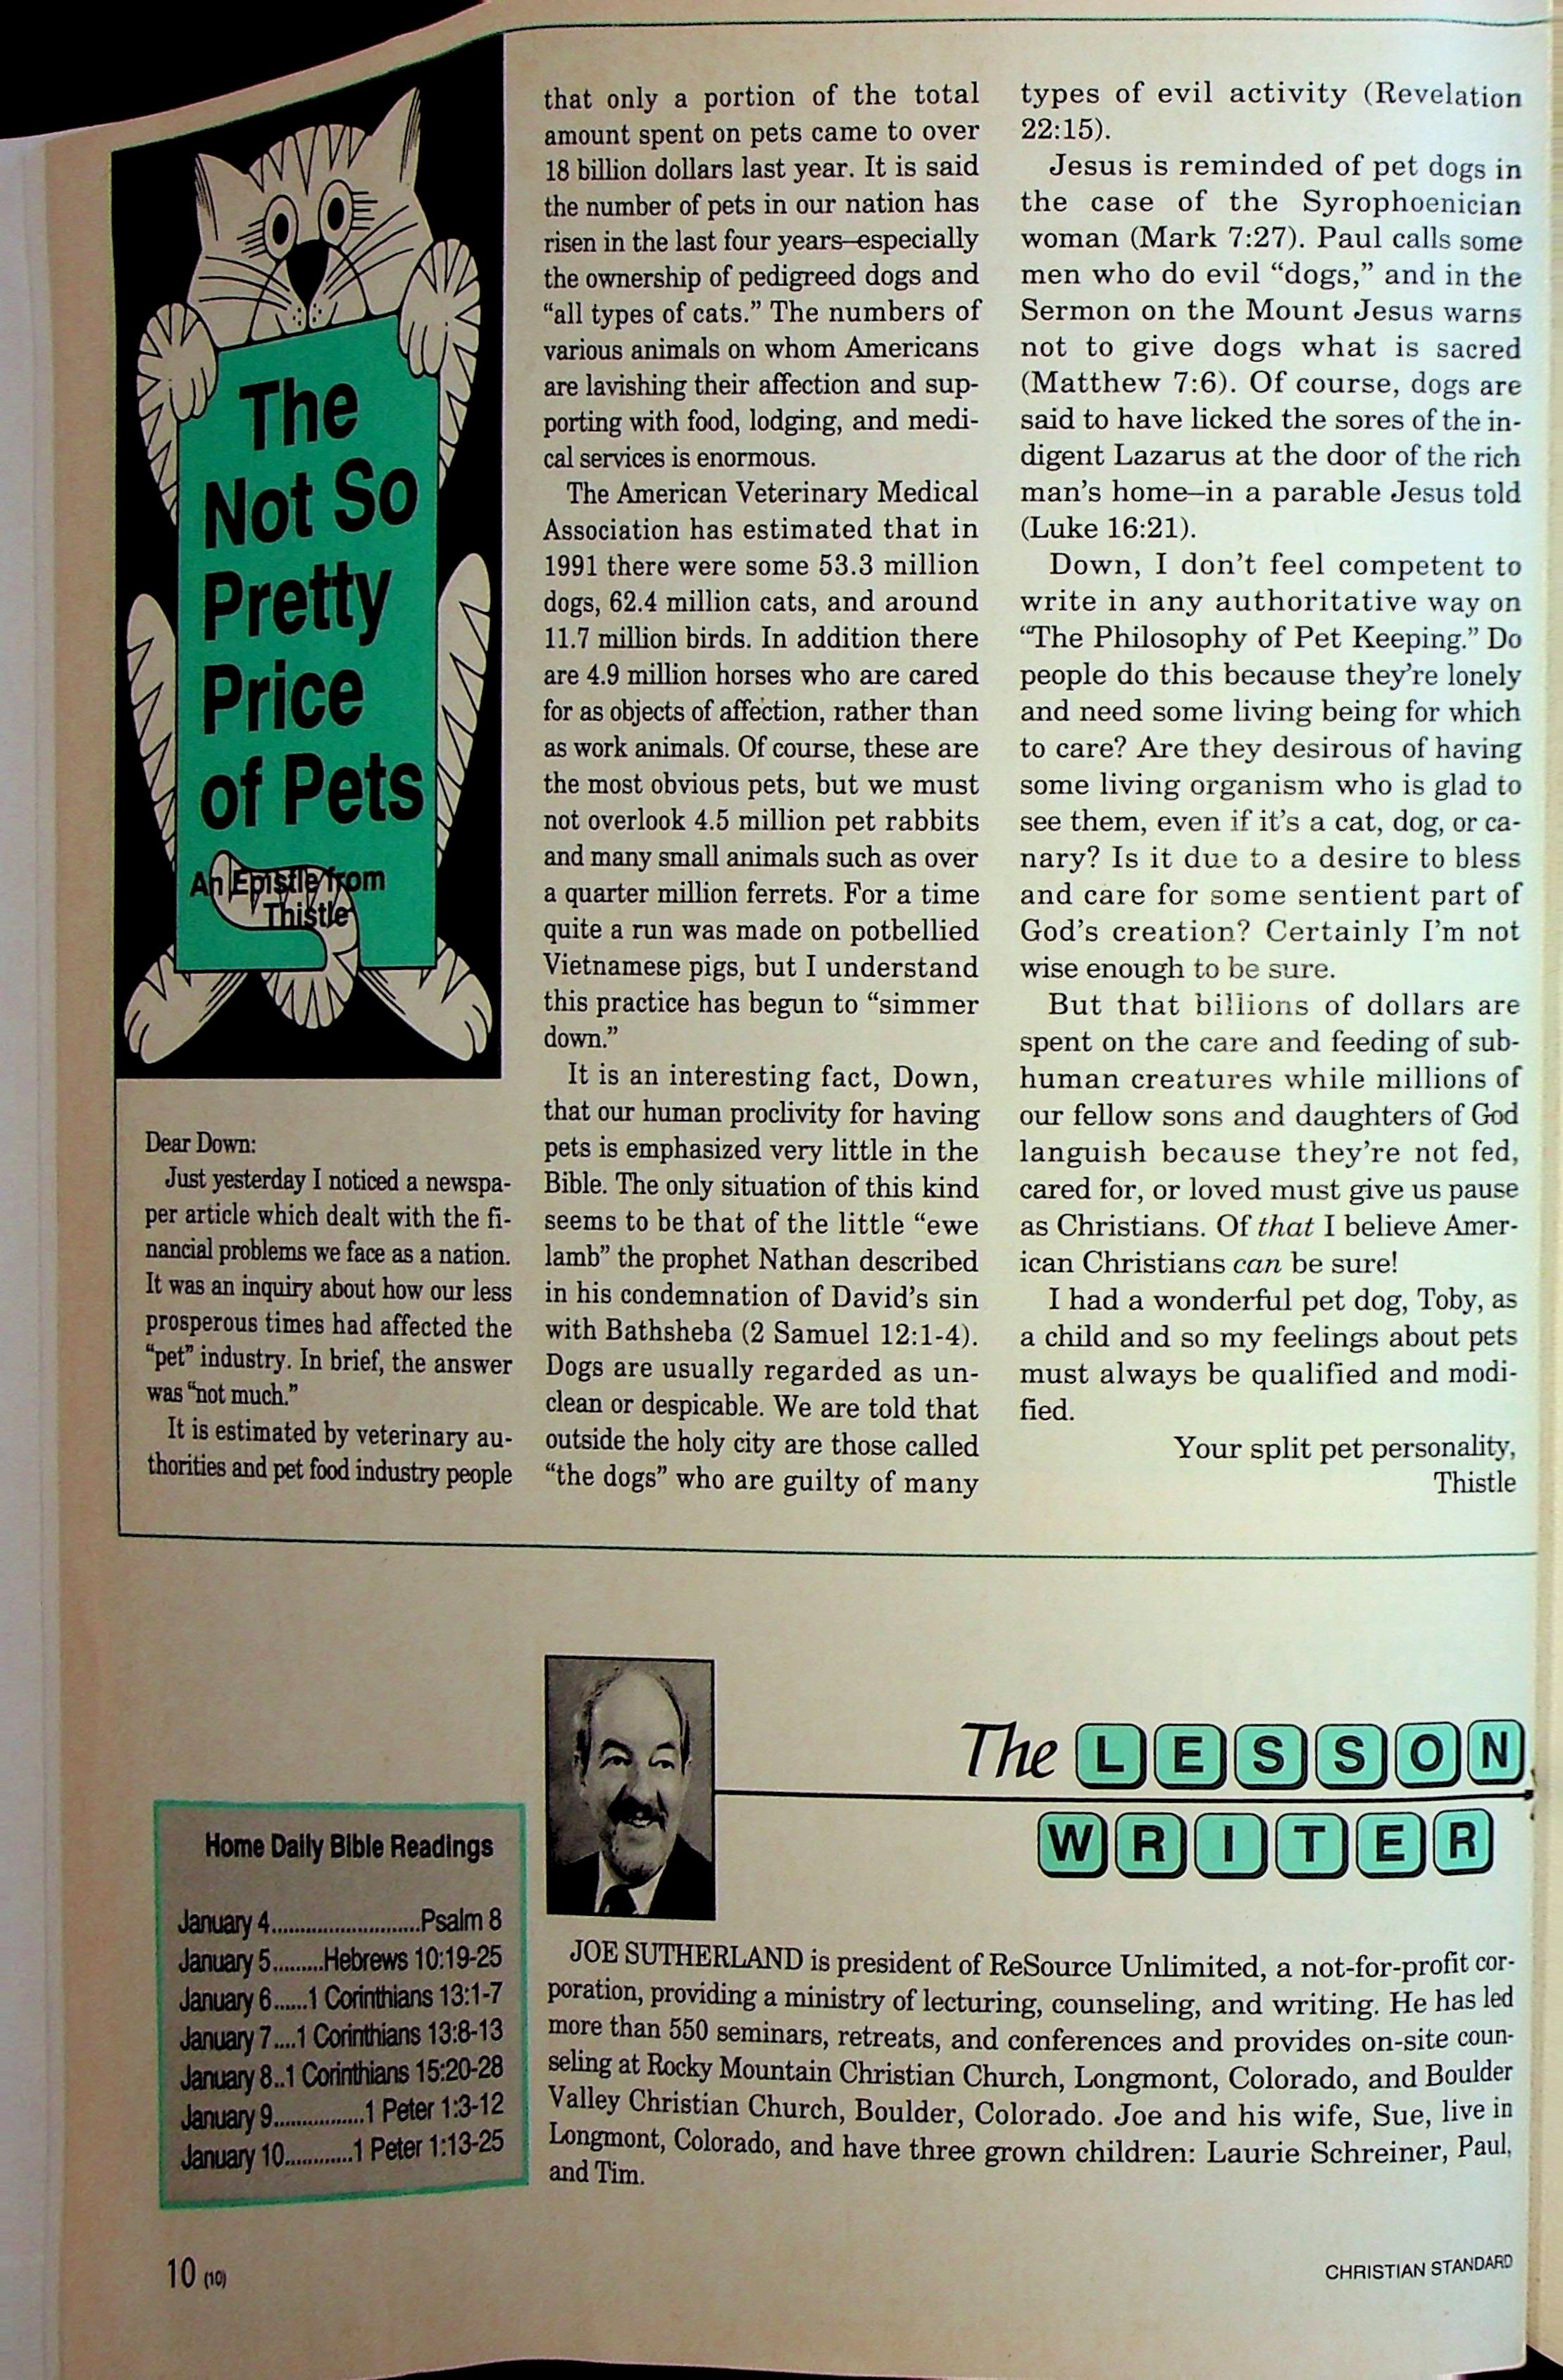 The
Not So
Pretty
Price
of Pets
An Epistle from
Thistle
Dear Down:
Just yesterday I noticed a newspa-
per article which dealt with the fi-
nancial problems we face as a nation.
It was an inquiry about how our less
prosperous times had affected the
“pet” industry. In brief, the answer
was “not much.”
It is estimated by veterinary au-
thorities and pet food industry people
that only a portion of the total
amount spent on pets came to over
18 billion dollars last year. It is said
the number of pets in our nation has
risen in the last four years–especially
the ownership of pedigreed dogs and
“all types of cats.” The numbers of
various animals on whom Americans
are lavishing their affection and sup-
porting with food, lodging, and medi-
cal services is enormous.
The American Veterinary Medical
Association has estimated that in
1991 there were some 53.3 million
dogs, 62.4 million cats, and around
11.7 million birds. In addition there
are 4.9 million horses who are cared
for as objects of affection, rather than
as work animals. Of course, these are
the most obvious pets, but we must
not overlook 4.5 million pet rabbits
and many small animals such as over
a quarter million ferrets. For a time
quite a run was made on potbellied
Vietnamese pigs, but I understand
this practice has begun to “simmer
down.”
It is an interesting fact, Down,
that our human proclivity for having
pets is emphasized very little in the
Bible. The only situation of this kind
seems to be that of the little “ewe
lamb” the prophet Nathan described
in his condemnation of David’s sin
with Bathsheba (2 Samuel 12:1-4).
Dogs are usually regarded as un-
clean or despicable. We are told that
outside the holy city are those called
“the dogs” who are guilty of many
types of evil activity (Revelation
22:15).
Jesus is reminded of pet dogs in
the case of the Syrophoenician
woman (Mark 7:27). Paul calls some
men who do evil “dogs,” and in the
Sermon on the Mount Jesus warns
not to give dogs what is sacred
(Matthew 7:6). Of course, dogs are
said to have licked the sores of the in-
digent Lazarus at the door of the rich
man’s home–in a parable Jesus told
(Luke 16:21).
Down, I don’t feel competent to
write in any authoritative way on
“The Philosophy of Pet Keeping.” Do
people do this because they’re lonely
and need some living being for which
to care? Are they desirous of having
some living organism who is glad to
see them, even if it’s a cat, dog, or ca-
nary? Is it due to a desire to bless
and care for some sentient part of
God’s creation? Certainly I’m not
wise enough to be sure.
But that billions of dollars are
spent on the care and feeding of sub-
human creatures while millions of
our fellow sons and daughters of God
languish because they’re not fed,
cared for, or loved must give us pause
as Christians. Of that I believe Amer-
ican Christians can be sure!
I had a wonderful pet dog, Toby, as
a child and so my feelings about pets
must always be qualified and modi-
fied.
Your split pet personality,
Thistle
Home Daily Bible Readings
January 4..........................Psalm 8
January 5.........Hebrews 10:19-25
January 6......1 Corinthians 13:1-7
January 7....1 Corinthians 13:8-13
January 8..1 Corinthians 15:20-28
January 9................1 Peter 1:3-12
January 10............1 Peter 1:13-25
The LESSON
WRITER
JOE SUTHERLAND is president of ReSource Unlimited, a not-for-profit cor-
poration, providing a ministry of lecturing, counseling, and writing. He has led
more than 550 seminars, retreats, and conferences and provides on-site coun-
seling at Rocky Mountain Christian Church, Longmont, Colorado, and Boulder
Valley Christian Church, Boulder, Colorado. Joe and his wife, Sue, live in
Longmont, Colorado, and have three grown children: Laurie Schreiner, Paul,
and Tim.
10 (10)
CHRISTIAN STANDARD